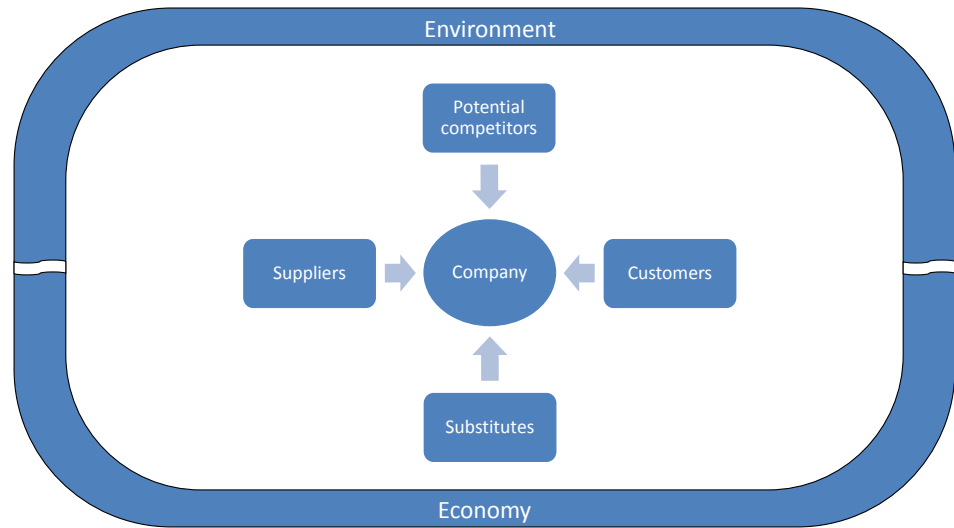 Environment
Potential
competitors
Suppliers
Company
Customers
Substitutes
Economy